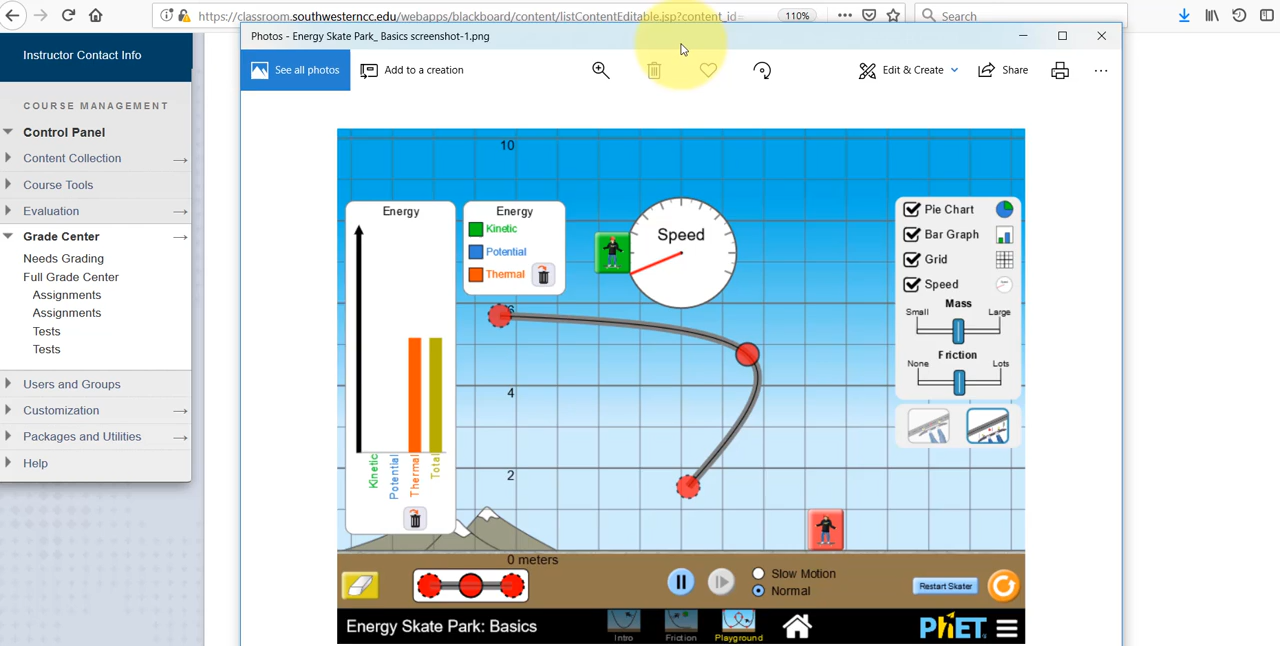 https://classroom.southwesterncc.edu/webapps/blackboard/content/listContentEditable.jsp?content_id=
110%
Search
Instructor Contact Info
COURSE MANAGEMENT
Control Panel
Content Collection
Course Tools
Evaluation
Grade Center
Needs Grading
Full Grade Center
Assignments
Assignments
Tests
Tests
Users and Groups
Customization
Packages and Utilities
Help
Photos - Energy Skate Park_ Basics screenshot-1.png
See all photos
Add to a creation
Edit & Create
Share
10
Energy
Kinetic
Potential
Thermal
Total
Energy
Kinetic
Potential
Thermal
Speed
6
4
2
0 meters
Pie Chart
Bar Graph
Grid
Speed
Mass
Small Large
Friction
None Lots
Slow Motion
Normal
Restart Skater
Energy Skate Park: Basics
Intro
Friction
Playground
PhET